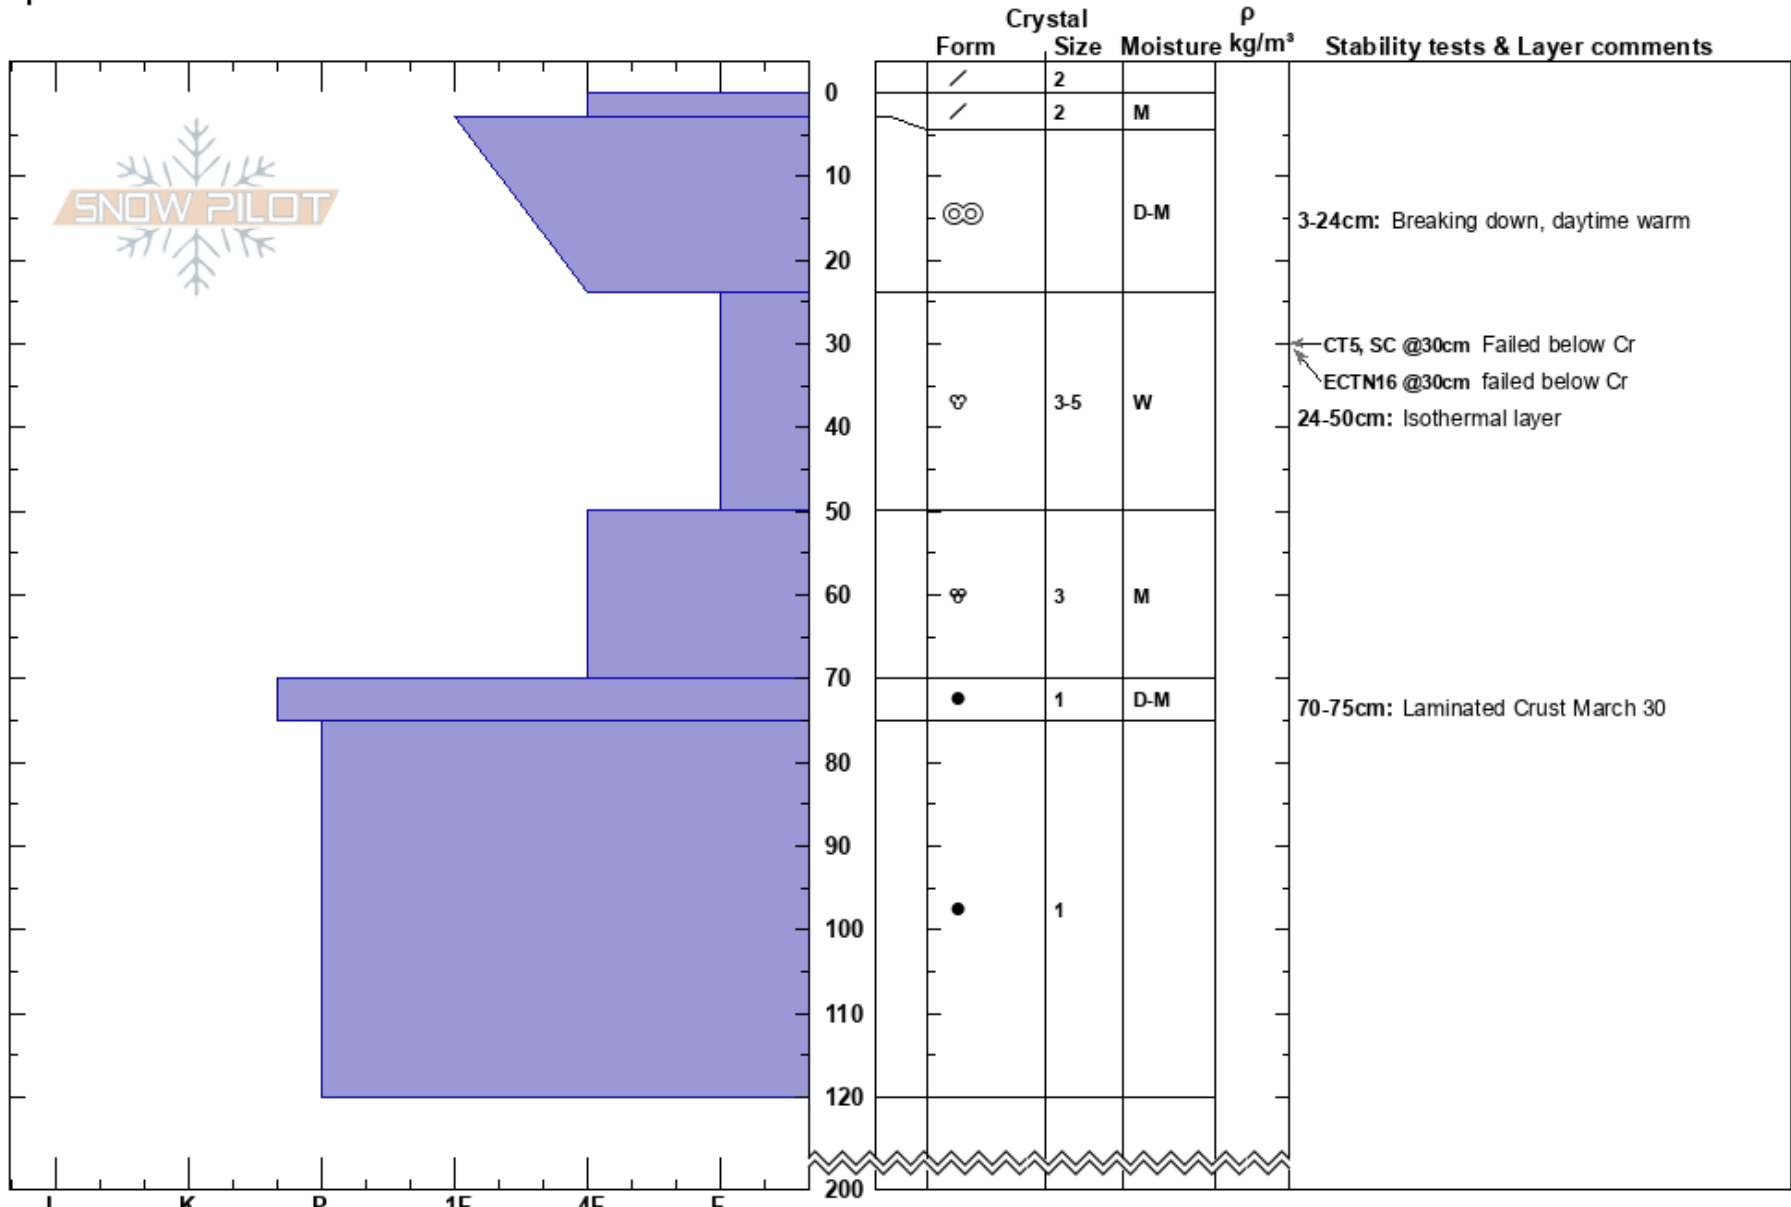 Crystal ρ
Form Size Moisture kg/m³ Stability tests & Layer comments
2
0
2 M
SNOW PILOT
10
D-M
3-24cm: Breaking down, daytime warm
20
30
CT5, SC @30cm Failed below Cr
ECTN16 @30cm failed below Cr
3-5 W
24-50cm: Isothermal layer
40
50
60
3 M
70
1 D-M
70-75cm: Laminated Crust March 30
80
90
1
100
110
120
200
I K P 1F 4F F